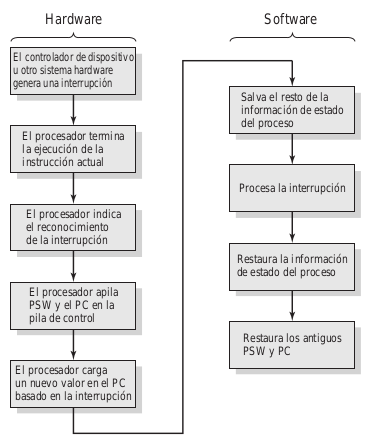 Hardware
El controlador de dispositivo
u otro sistema hardware
genera una interrupción
El procesador termina
la ejecución de la
instrucción actual
El procesador indica
el reconocimiento
de la interrupción
El procesador apila
PSW y el PC en la
pila de control
El procesador carga
un nuevo valor en el PC
basado en la interrupción
Software
Salva el resto de la
información de estado
del proceso
Procesa la interrupción
Restaura la información
de estado del proceso
Restaura los antiguos
PSW y PC